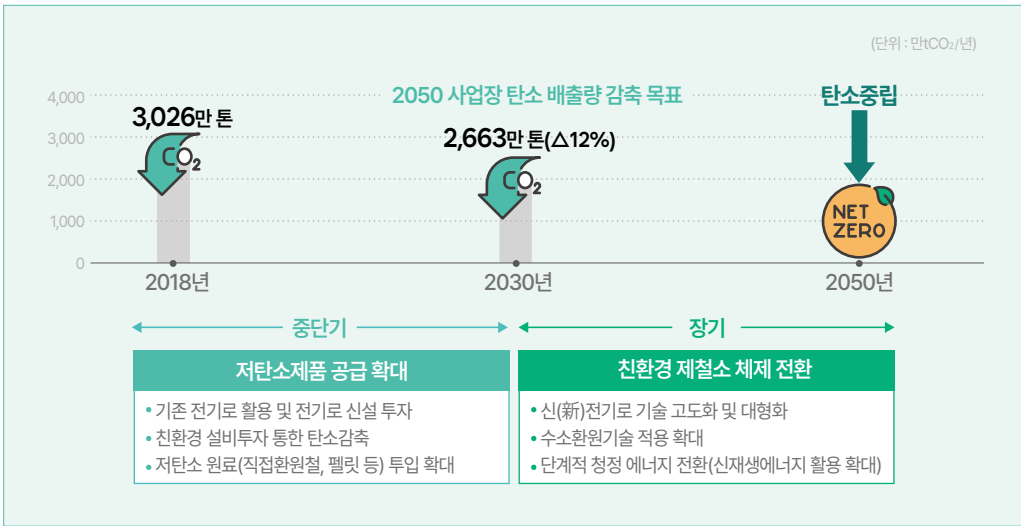 (단위 : 만tCO₂/년)
2050 사업장 탄소 배출량 감축 목표
탄소중립
4,000
3,000
2,000
1,000
0
3,026만 톤
CO₂
2,663만 톤(△12%)
CO₂
NET
ZERO
2018년
2030년
2050년
중단기
장기
저탄소제품 공급 확대
• 기존 전기로 활용 및 전기로 신설 투자
• 친환경 설비투자 통한 탄소감축
• 저탄소 원료(직접환원철, 펠릿 등) 투입 확대
친환경 제철소 체제 전환
• 신(新)전기로 기술 고도화 및 대형화
• 수소환원기술 적용 확대
• 단계적 청정 에너지 전환(신재생에너지 활용 확대)